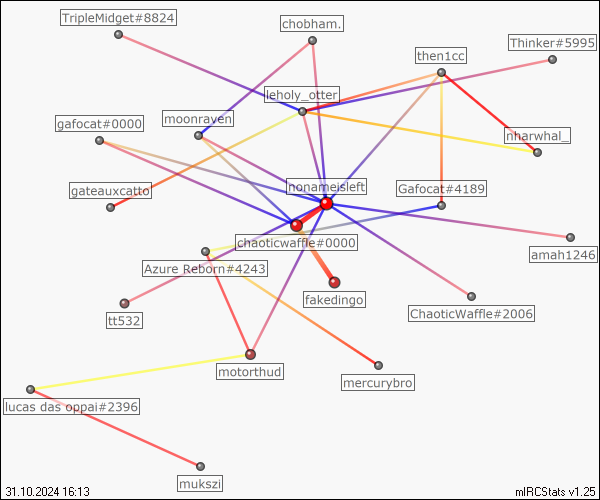 TripleMidget#8824
chobham.
Thinker#5995
then1cc
leholy_otter
moonraven
gafocat#0000
nharwhal_
nonameisleft
gateauxcatto
Gafocat#4189
chaoticwaffle#0000
amah1246
Azure Reborn#4243
fakedingo
ChaoticWaffle#2006
tt532
motorthud
mercurybro
lucas das oppai#2396
mukszi
31.10.2024 16:13
mIRCStats v1.25